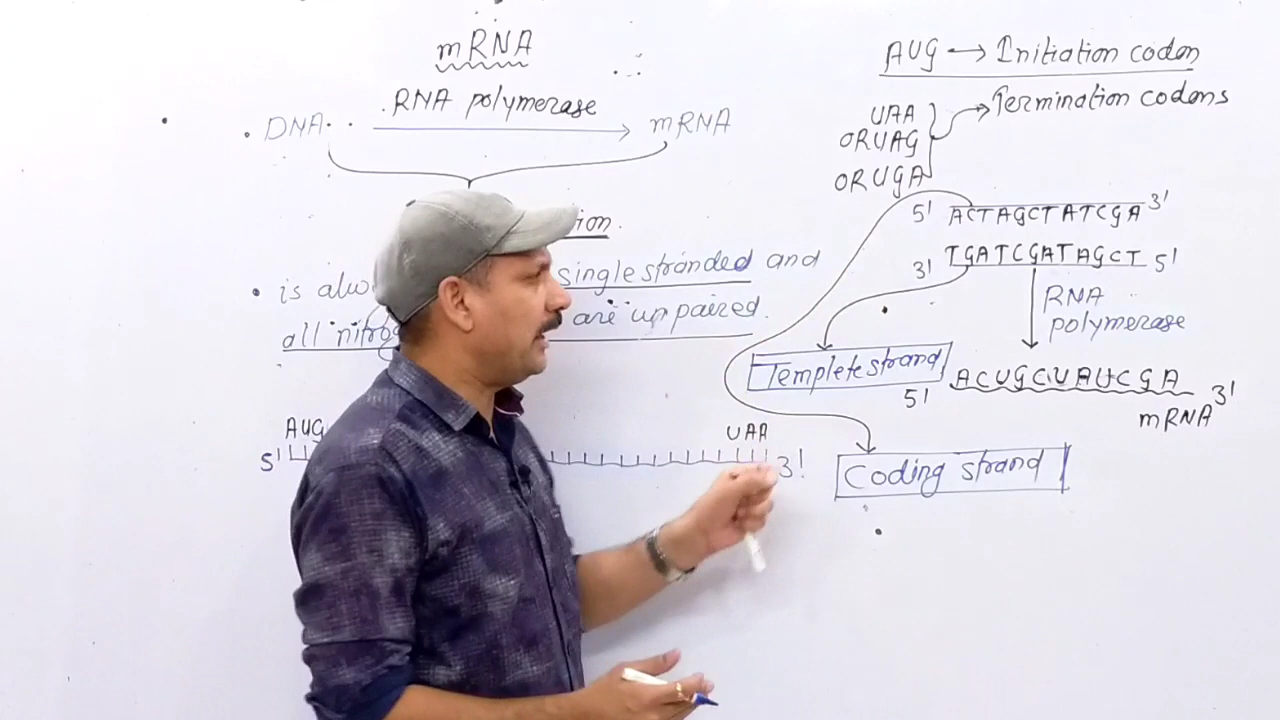 mRNA
RNA polymerase
DNA
mRNA
ion.
is alw single stranded and
all nitrog are unpaired.
AUG
UAA
5' 3'
AUG → Initiation codon
UAA
OR UAG → Termination codons
OR UGA
5' ACTAGCTATCGA 3'
3' TGATCGATAGCT 5'
RNA
polymerase
Templete strand
5' ACUGCUAUCGA 3'
mRNA
Coding strand